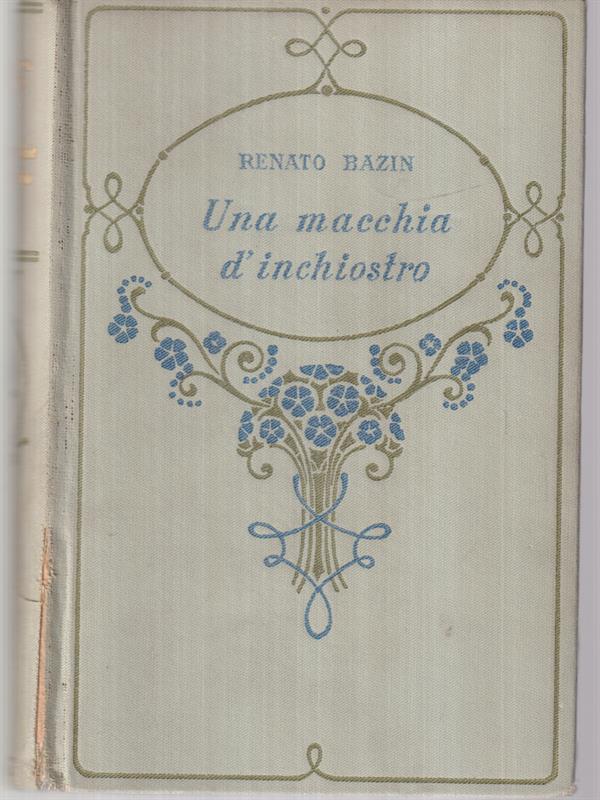 RENATO BAZIN
Una macchia
d'inchiostro